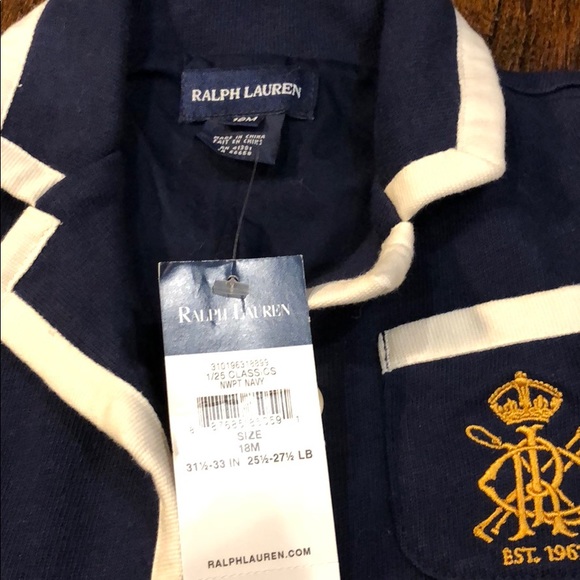 RALPH LAUREN
18M
MADE IN CHINA
RALPH LAUREN
310196318899
1/25 CLASSICS
NWPT NAVY
SIZE
18M
31½-33 IN 25½-27½ LB
RALPHLAUREN.COM
EST. 196